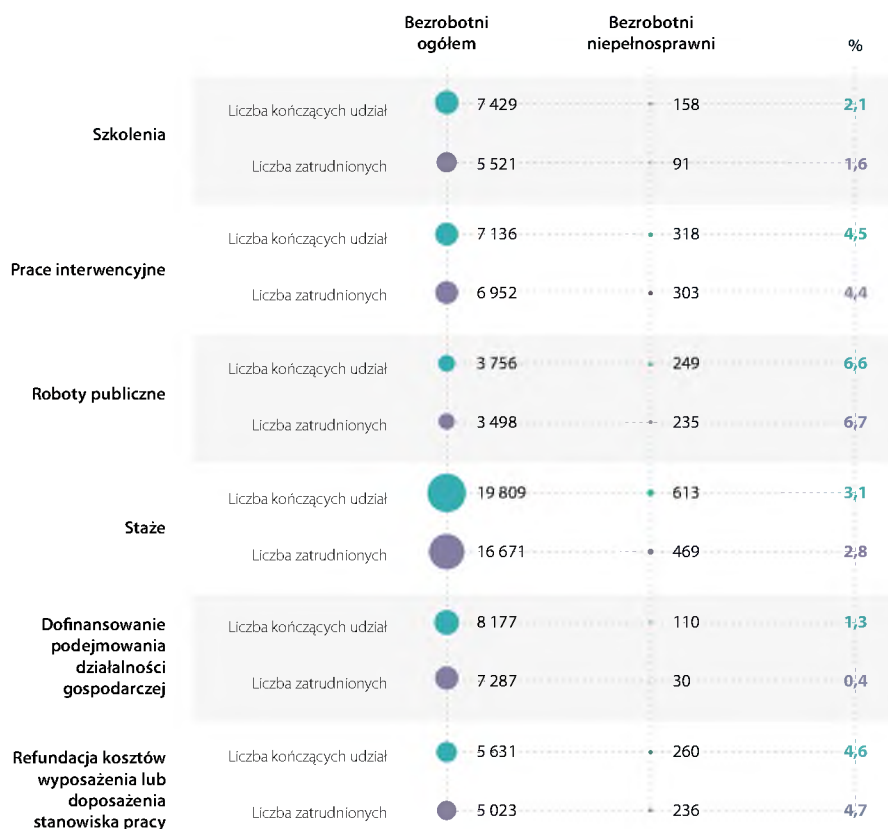 Bezrobotni ogółem
Bezrobotni niepełnosprawni
%
Szkolenia
Liczba kończących udział 7 429 158 2,1
Liczba zatrudnionych 5 521 91 1,6
Prace interwencyjne
Liczba kończących udział 7 136 318 4,5
Liczba zatrudnionych 6 952 303 4,4
Roboty publiczne
Liczba kończących udział 3 756 249 6,6
Liczba zatrudnionych 3 498 235 6,7
Staże
Liczba kończących udział 19 809 613 3,1
Liczba zatrudnionych 16 671 469 2,8
Dofinansowanie
podejmowania
działalności
gospodarczej
Liczba kończących udział 8 177 110 1,3
Liczba zatrudnionych 7 287 30 0,4
Refundacja kosztów
wyposażenia lub
doposażenia
stanowiska pracy
Liczba kończących udział 5 631 260 4,6
Liczba zatrudnionych 5 023 236 4,7